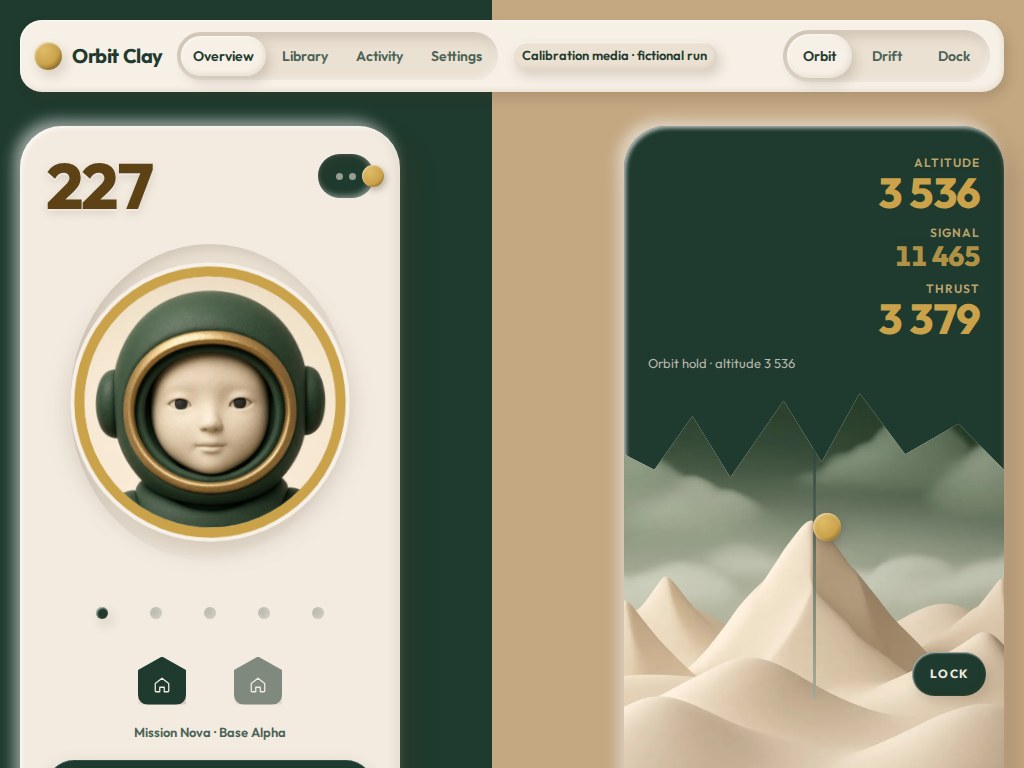 Orbit Clay
Overview
Library
Activity
Settings
Calibration media · fictional run
Orbit
Drift
Dock
227
Mission Nova · Base Alpha
ALTITUDE
3 536
SIGNAL
11 465
THRUST
3 379
Orbit hold · altitude 3 536
LOCK